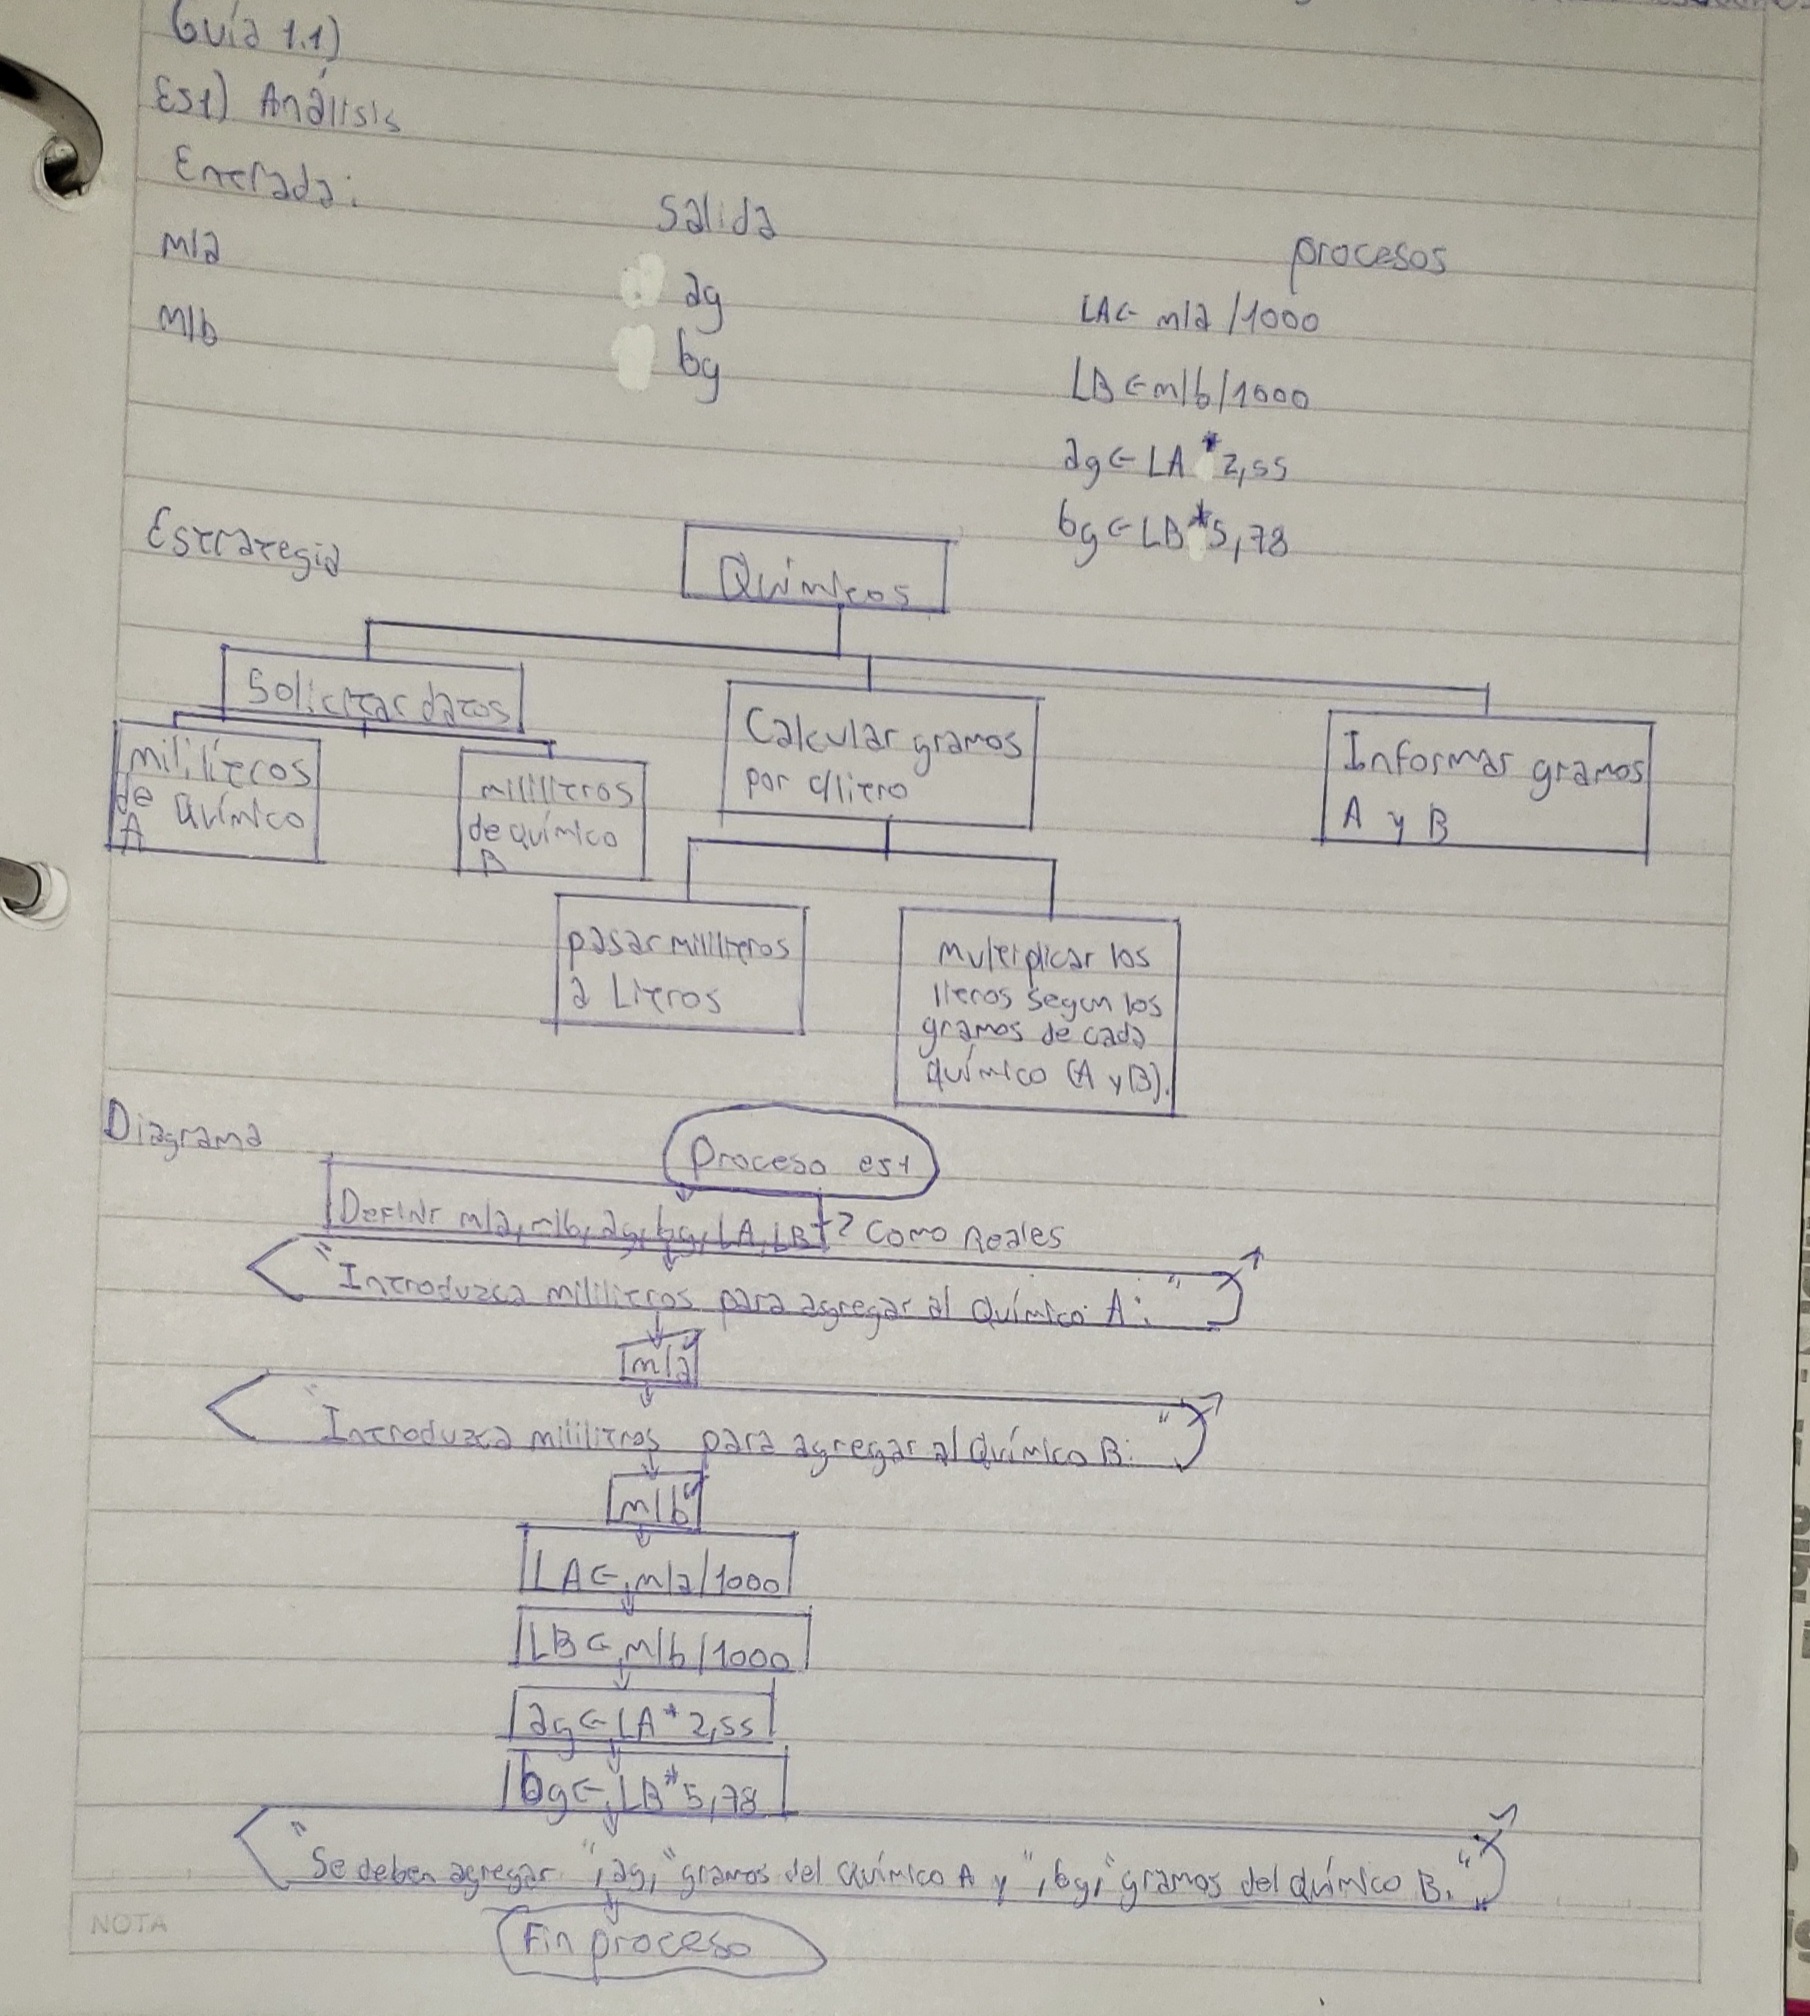 Guía 1.1)
Es1) Análisis
Entrada:
Salida
procesos
mla
mlb
ag
bg
LA← mla /1000
LB←mlb/1000
ag← LA*2,55
bg←LB*5,78
Estrategia
Químicos
Solicitar datos
Calcular gramos
por c/litro
Informar gramos
A y B
mililitros
de Químico
A
mililitros
de químico
B
pasar mililitros
a Litros
Multiplicar los
litros segun los
gramos de cada
químico (A y B).
Diagrama
Proceso es1
Definir mla, mlb, ag, bg, LA, LB Como Reales
"Introduzca mililitros para agregar al Químico A: "
mla
"Introduzca mililitros para agregar al Químico B: "
mlb
LA←mla/1000
LB←mlb/1000
ag←LA*2,55
bg←LB*5,78
"Se deben agregar ",ag," gramos del químico A y ",bg," gramos del químico B."
Fin proceso
NOTA